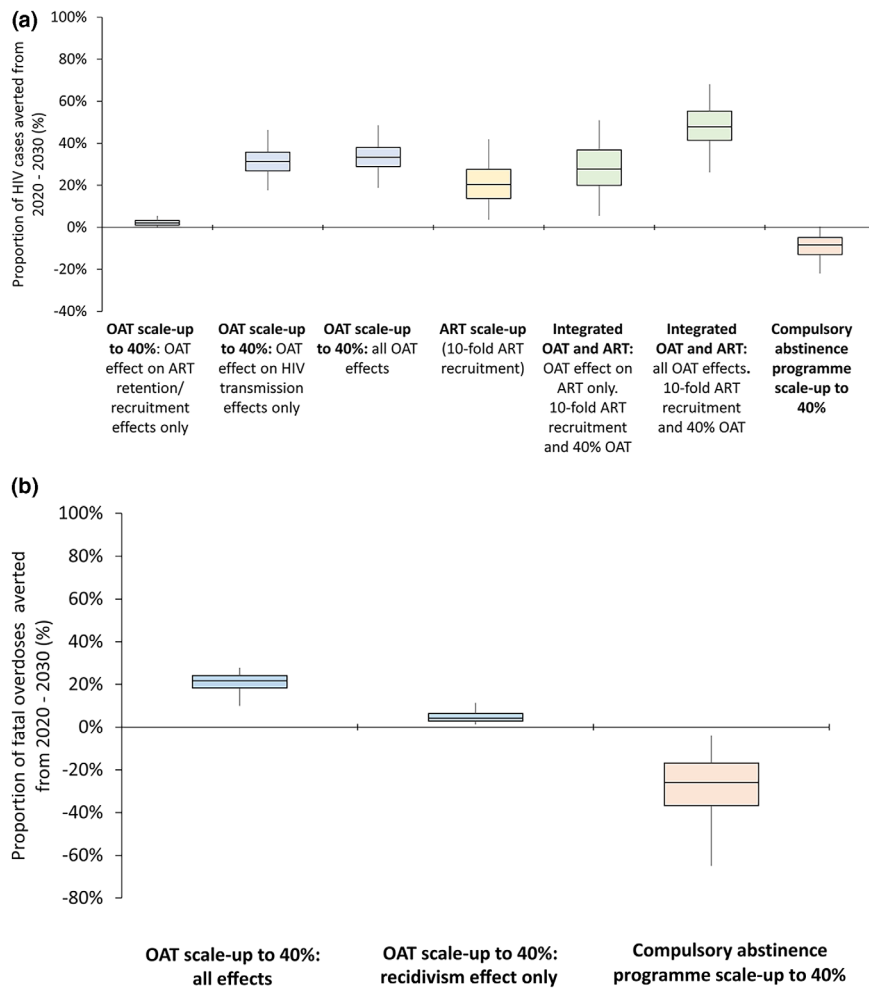 (a)
Proportion of HIV cases averted from
2020 - 2030 (%)
100%
80%
60%
40%
20%
0%
-20%
-40%
OAT scale-up
to 40%: OAT
effect on ART
retention/
recruitment
effects only
OAT scale-up
to 40%: OAT
effect on HIV
transmission
effects only
OAT scale-up
to 40%: all OAT
effects
ART scale-up
(10-fold ART
recruitment)
Integrated
OAT and ART:
OAT effect on
ART only.
10-fold ART
recruitment
and 40% OAT
Integrated
OAT and ART:
all OAT effects.
10-fold ART
recruitment
and 40% OAT
Compulsory
abstinence
programme
scale-up to
40%
(b)
Proportion of fatal overdoses averted
from 2020 - 2030 (%)
100%
80%
60%
40%
20%
0%
-20%
-40%
-60%
-80%
OAT scale-up to 40%:
all effects
OAT scale-up to 40%:
recidivism effect only
Compulsory abstinence
programme scale-up to 40%